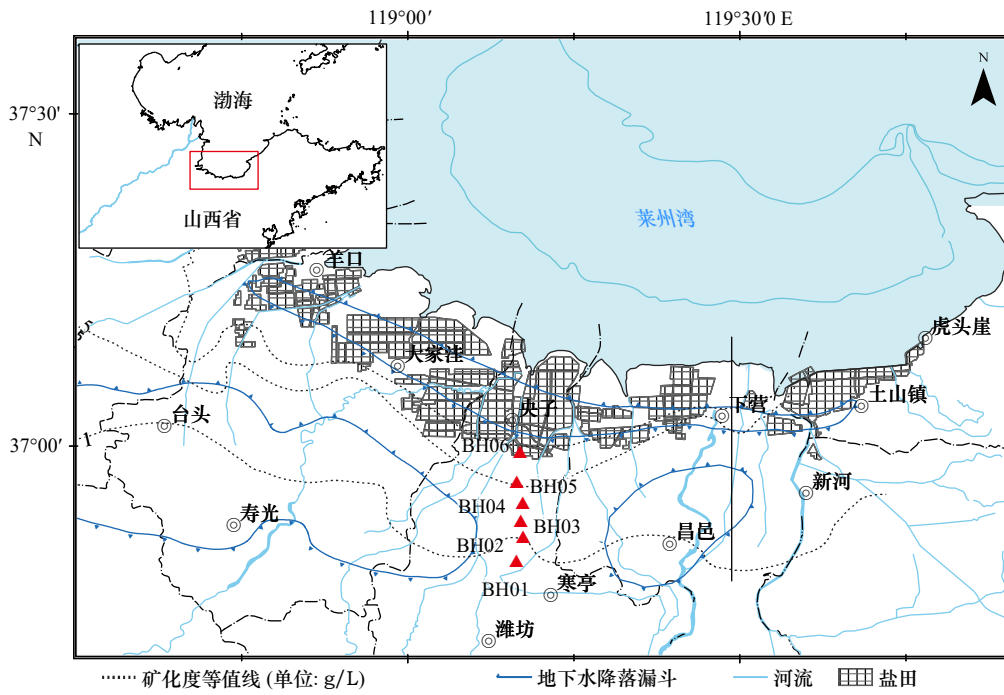 119°00′
119°30′ E
37°30′
N
N
渤海
山西省
莱州湾
羊口
虎头崖
大家洼
土山镇
台头
央子
下营
37°00′
1
BH06
BH05
新河
BH04
寿光
BH03
昌邑
BH02
BH01
寒亭
潍坊
矿化度等值线 (单位: g/L)
地下水降落漏斗
河流
盐田